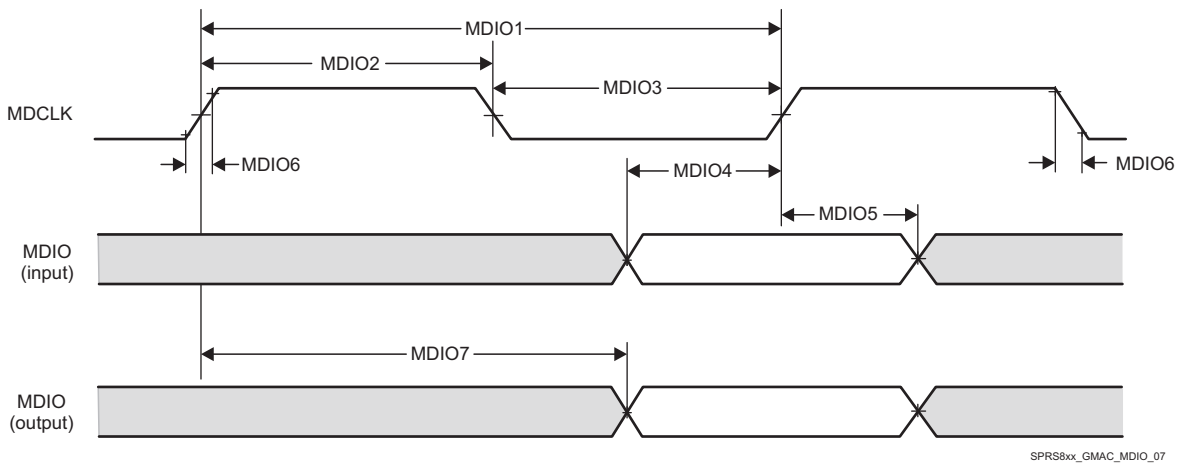 MDIO1
MDIO2
MDIO3
MDCLK
MDIO6
MDIO4
MDIO6
MDIO5
MDIO
(input)
MDIO7
MDIO
(output)
SPRS8xx_GMAC_MDIO_07